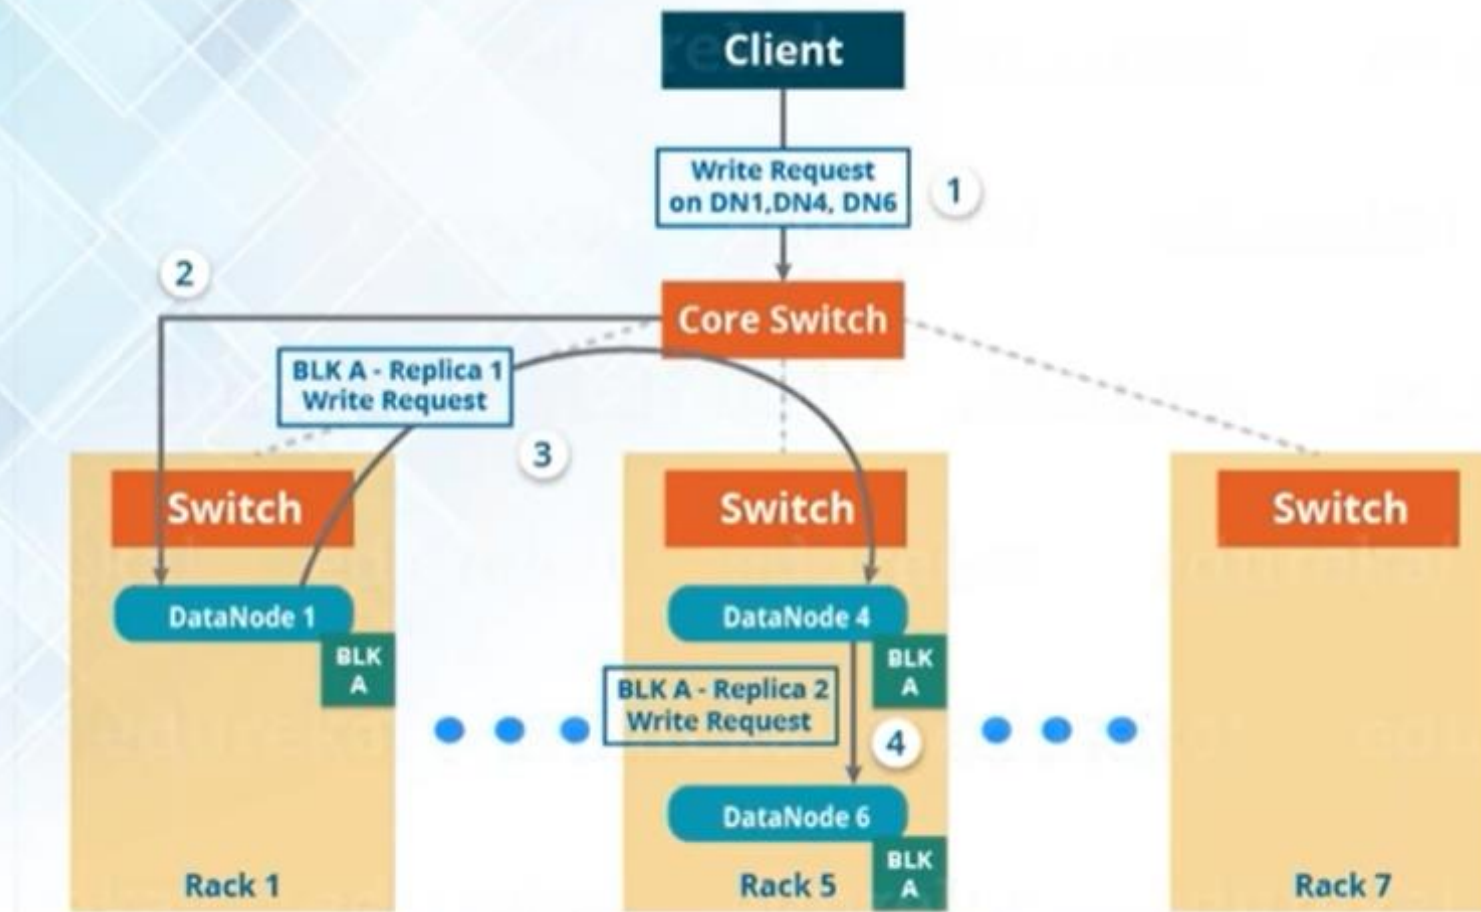 Client
Write Request
on DN1,DN4, DN6
1
2
Core Switch
BLK A - Replica 1
Write Request
3
Switch
Switch
Switch
DataNode 1
BLK
A
DataNode 4
BLK
A
BLK A - Replica 2
Write Request
4
DataNode 6
BLK
A
Rack 1
Rack 5
Rack 7